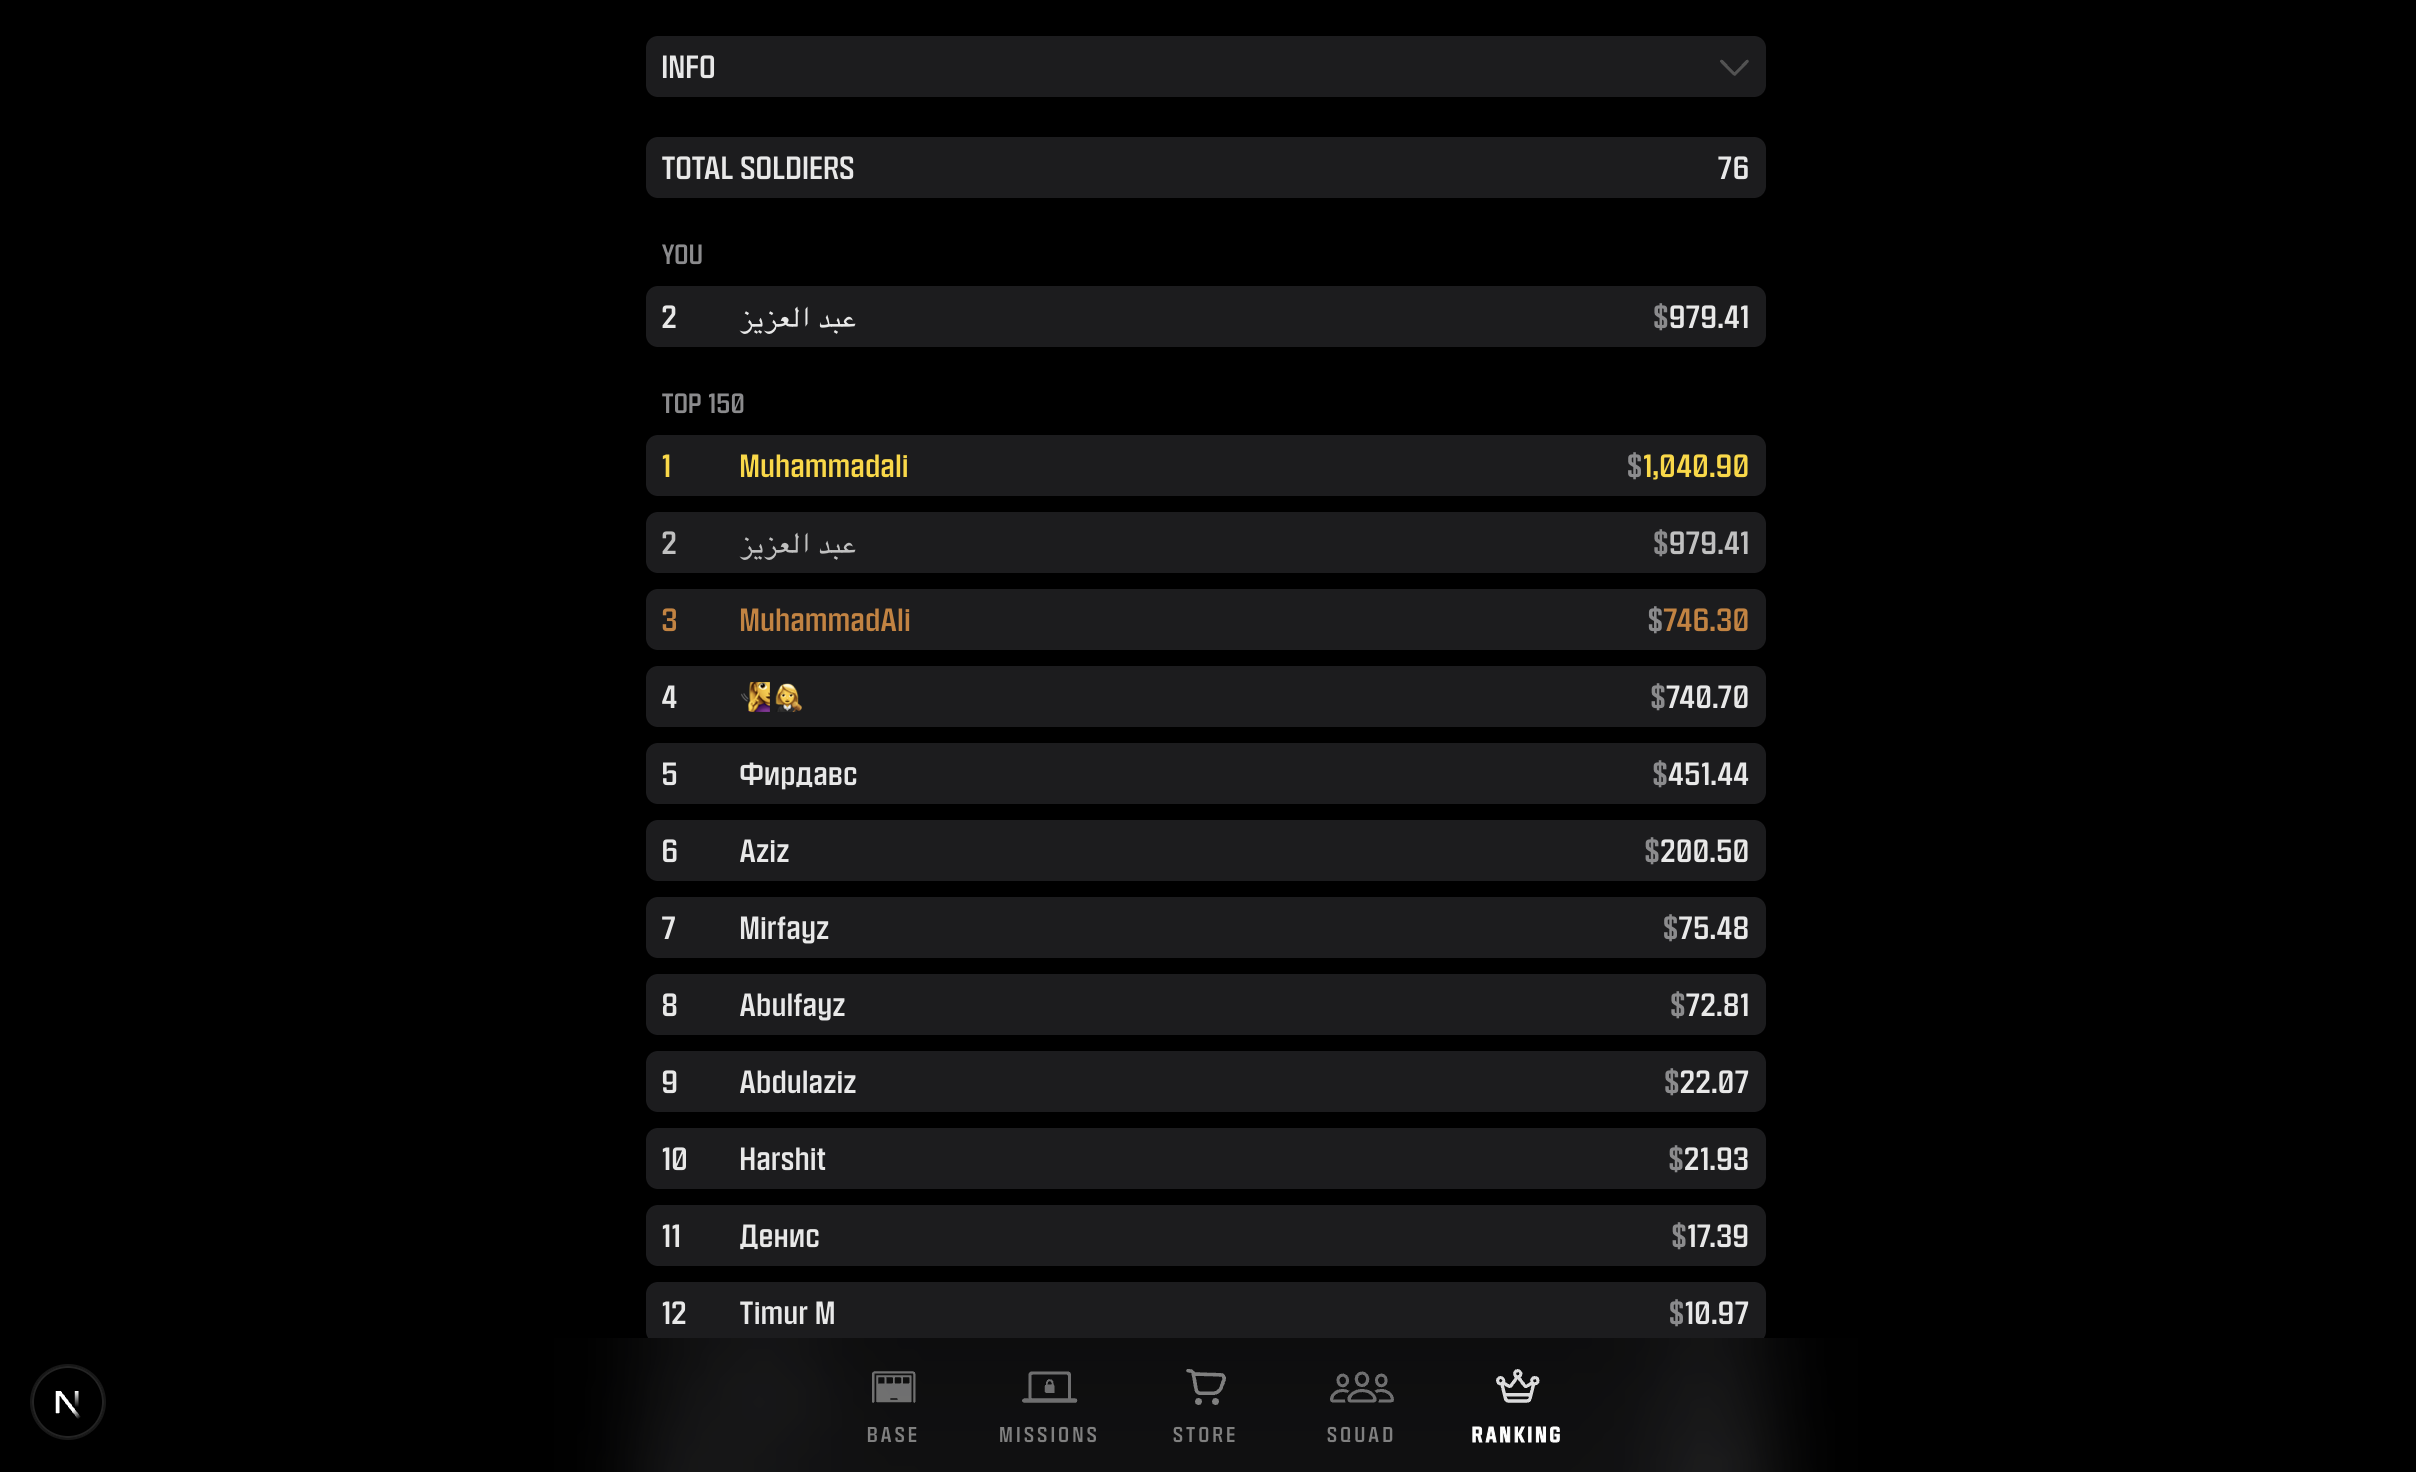 INFO
TOTAL SOLDIERS 76
YOU
2 عبد العزيز $979.41
TOP 150
1 Muhammadali $1,040.90
2 عبد العزيز $979.41
3 MuhammadAli $746.30
4 $740.70
5 Фирдавс $451.44
6 Aziz $200.50
7 Mirfayz $75.48
8 Abulfayz $72.81
9 Abdulaziz $22.07
10 Harshit $21.93
11 Денис $17.39
12 Timur M $10.97
N
BASE MISSIONS STORE SQUAD RANKING